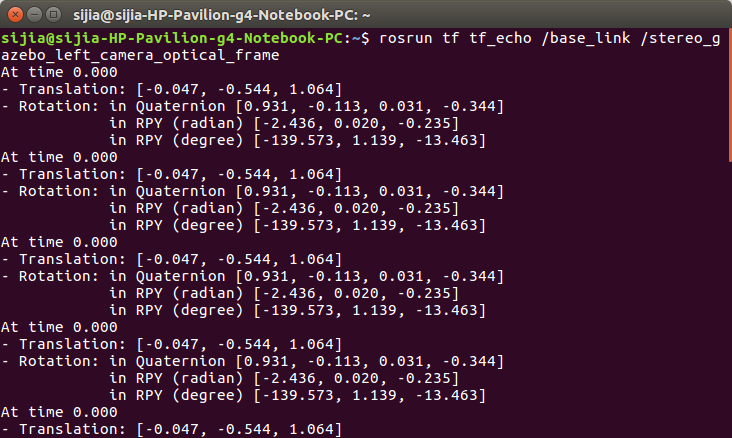 sijia@sijia-HP-Pavilion-g4-Notebook-PC: ~
sijia@sijia-HP-Pavilion-g4-Notebook-PC:~$ rosrun tf tf_echo /base_link /stereo_g
azebo_left_camera_optical_frame
At time 0.000
- Translation: [-0.047, -0.544, 1.064]
- Rotation: in Quaternion [0.931, -0.113, 0.031, -0.344]
            in RPY (radian) [-2.436, 0.020, -0.235]
            in RPY (degree) [-139.573, 1.139, -13.463]
At time 0.000
- Translation: [-0.047, -0.544, 1.064]
- Rotation: in Quaternion [0.931, -0.113, 0.031, -0.344]
            in RPY (radian) [-2.436, 0.020, -0.235]
            in RPY (degree) [-139.573, 1.139, -13.463]
At time 0.000
- Translation: [-0.047, -0.544, 1.064]
- Rotation: in Quaternion [0.931, -0.113, 0.031, -0.344]
            in RPY (radian) [-2.436, 0.020, -0.235]
            in RPY (degree) [-139.573, 1.139, -13.463]
At time 0.000
- Translation: [-0.047, -0.544, 1.064]
- Rotation: in Quaternion [0.931, -0.113, 0.031, -0.344]
            in RPY (radian) [-2.436, 0.020, -0.235]
            in RPY (degree) [-139.573, 1.139, -13.463]
At time 0.000
- Translation: [-0.047, -0.544, 1.064]